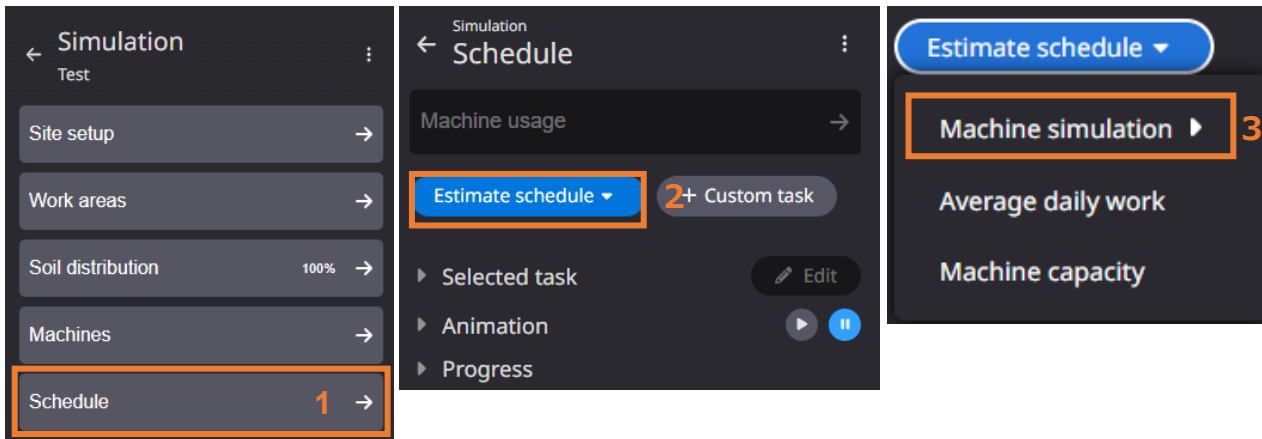 Simulation
Test
Site setup
Work areas
Soil distribution 100%
Machines
Schedule 1
Simulation
Schedule
Machine usage
Estimate schedule 2 + Custom task
Selected task Edit
Animation
Progress
Estimate schedule
Machine simulation 3
Average daily work
Machine capacity